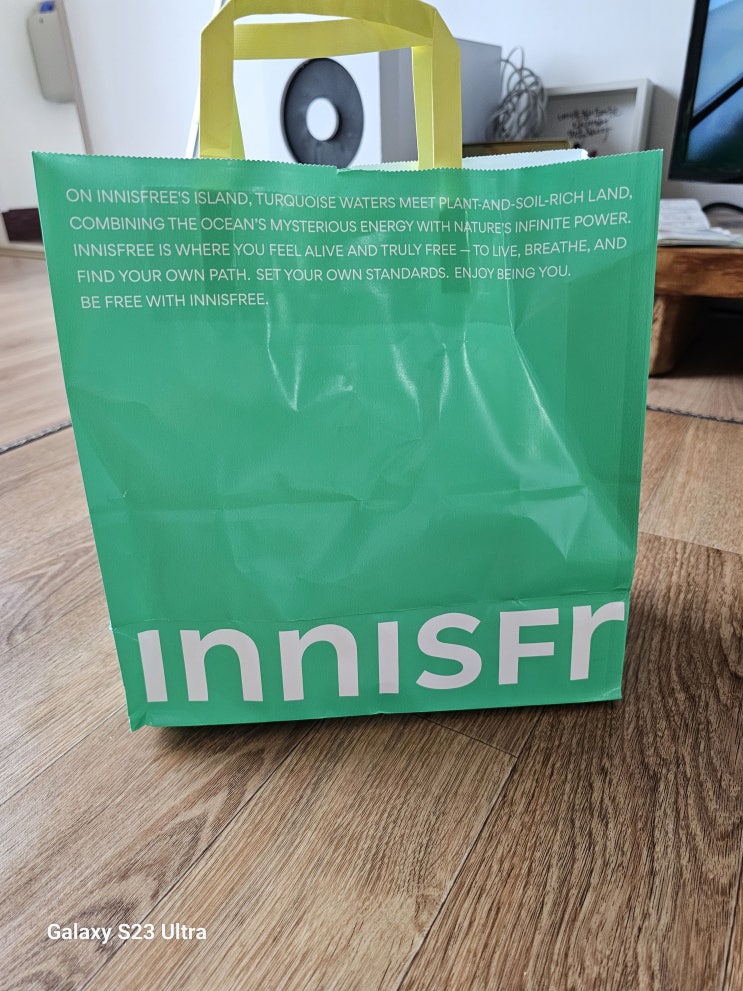 ON INNISFREE'S ISLAND, TURQUOISE WATERS MEET PLANT-AND-SOIL-RICH LAND,
COMBINING THE OCEAN'S MYSTERIOUS ENERGY WITH NATURE'S INFINITE POWER.
INNISFREE IS WHERE YOU FEEL ALIVE AND TRULY FREE – TO LIVE, BREATHE, AND
FIND YOUR OWN PATH. SET YOUR OWN STANDARDS. ENJOY BEING YOU.
BE FREE WITH INNISFREE.
INNISFr
Galaxy S23 Ultra